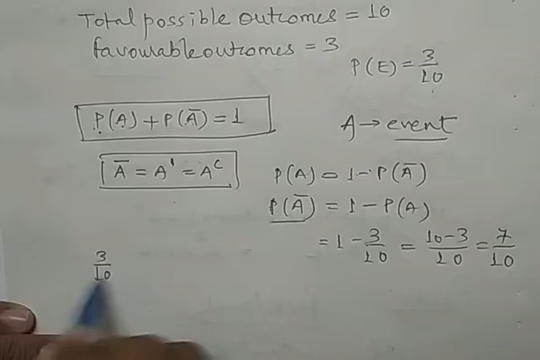 Total possible outcomes = 10
favourable outcomes = 3
P(E) = 3/10
P(A) + P(Ā) = 1
A → event
Ā = A' = Aᶜ
P(A) = 1 - P(Ā)
P(Ā) = 1 - P(A)
= 1 - 3/10 = 10-3/10 = 7/10
3/10